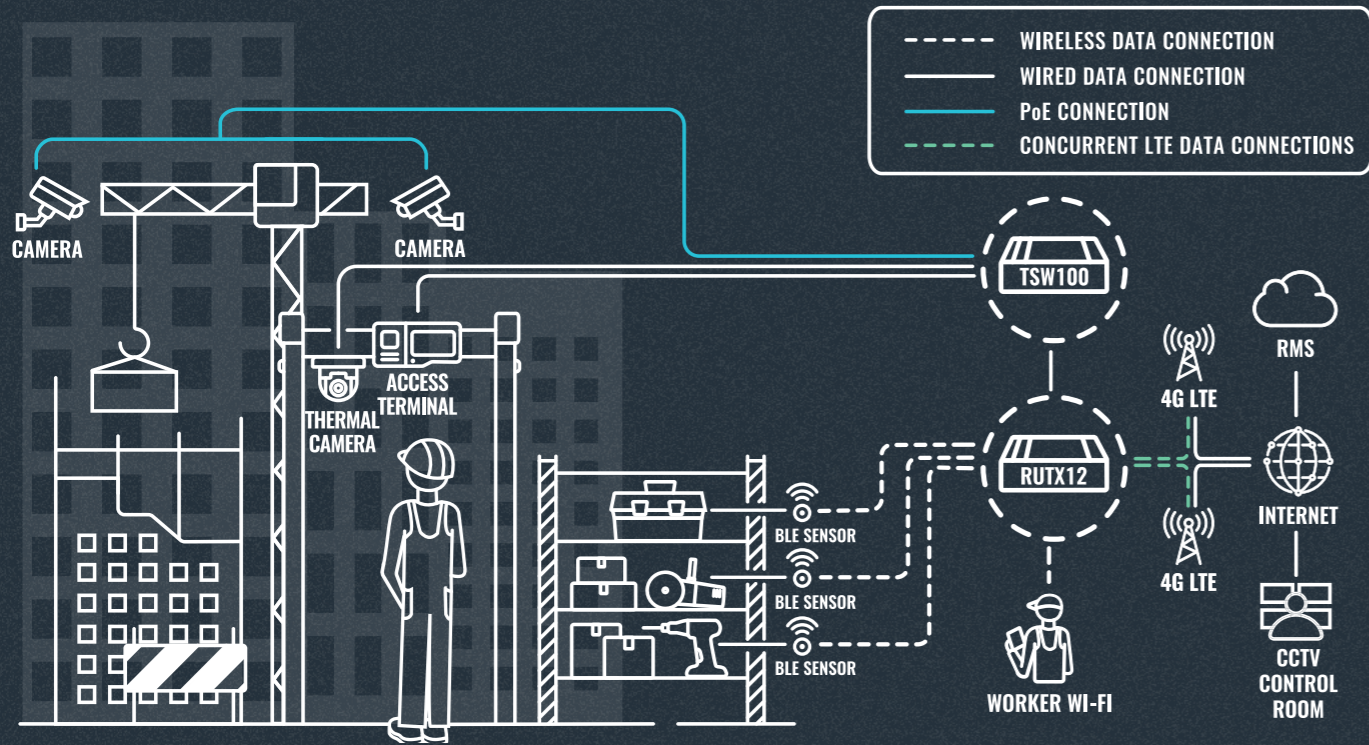 WIRELESS DATA CONNECTION
WIRED DATA CONNECTION
PoE CONNECTION
CONCURRENT LTE DATA CONNECTIONS
CAMERA
CAMERA
TSW100
RMS
4G LTE
ACCESS
TERMINAL
THERMAL
CAMERA
RUTX12
INTERNET
BLE SENSOR
4G LTE
BLE SENSOR
BLE SENSOR
WORKER WI-FI
CCTV
CONTROL
ROOM